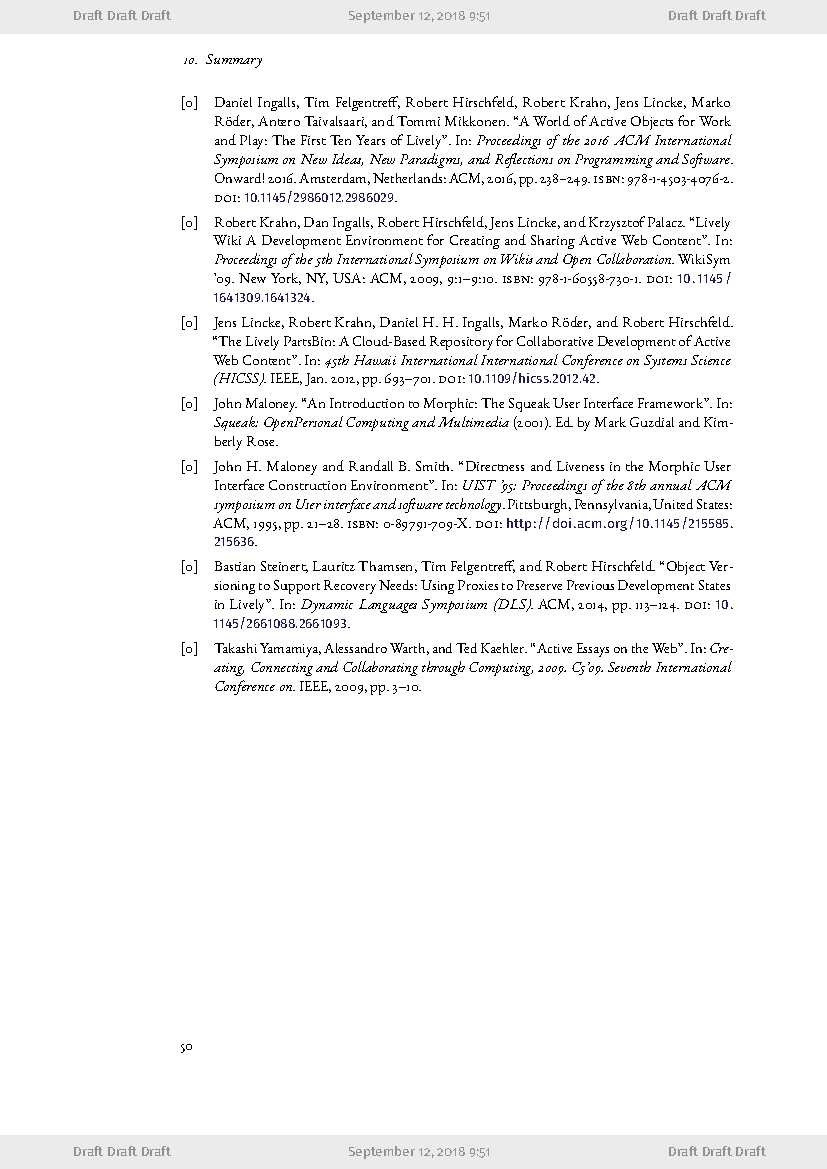 Draft Draft Draft September 12, 2018 9:51 Draft Draft Draft
10. Summary
[0] Daniel Ingalls, Tim Felgentreff, Robert Hirschfeld, Robert Krahn, Jens Lincke, Marko
Röder, Antero Taivalsaari, and Tommi Mikkonen. “A World of Active Objects for Work
and Play: The First Ten Years of Lively”. In: Proceedings of the 2016 ACM International
Symposium on New Ideas, New Paradigms, and Reflections on Programming and Software.
Onward! 2016. Amsterdam, Netherlands: ACM, 2016, pp. 238–249. ISBN: 978-1-4503-4076-2.
DOI: 10.1145/2986012.2986029.
[0] Robert Krahn, Dan Ingalls, Robert Hirschfeld, Jens Lincke, and Krzysztof Palacz. “Lively
Wiki A Development Environment for Creating and Sharing Active Web Content”. In:
Proceedings of the 5th International Symposium on Wikis and Open Collaboration. WikiSym
’09. New York, NY, USA: ACM, 2009, 9:1–9:10. ISBN: 978-1-60558-730-1. DOI: 10.1145/
1641309.1641324.
[0] Jens Lincke, Robert Krahn, Daniel H. H. Ingalls, Marko Röder, and Robert Hirschfeld.
“The Lively PartsBin: A Cloud-Based Repository for Collaborative Development of Active
Web Content”. In: 45th Hawaii International International Conference on Systems Science
(HICSS). IEEE, Jan. 2012, pp. 693–701. DOI: 10.1109/hicss.2012.42.
[0] John Maloney. “An Introduction to Morphic: The Squeak User Interface Framework”. In:
Squeak: OpenPersonal Computing and Multimedia (2001). Ed. by Mark Guzdial and Kim-
berly Rose.
[0] John H. Maloney and Randall B. Smith. “Directness and Liveness in the Morphic User
Interface Construction Environment”. In: UIST ’95: Proceedings of the 8th annual ACM
symposium on User interface and software technology. Pittsburgh, Pennsylvania, United States:
ACM, 1995, pp. 21–28. ISBN: 0-89791-709-X. DOI: http://doi.acm.org/10.1145/215585.
215636.
[0] Bastian Steinert, Lauritz Thamsen, Tim Felgentreff, and Robert Hirschfeld. “Object Ver-
sioning to Support Recovery Needs: Using Proxies to Preserve Previous Development States
in Lively”. In: Dynamic Languages Symposium (DLS). ACM, 2014, pp. 113–124. DOI: 10.
1145/2661088.2661093.
[0] Takashi Yamamiya, Alessandro Warth, and Ted Kaehler. “Active Essays on the Web”. In: Cre-
ating, Connecting and Collaborating through Computing, 2009. C5’09. Seventh International
Conference on. IEEE, 2009, pp. 3–10.
50
Draft Draft Draft September 12, 2018 9:51 Draft Draft Draft